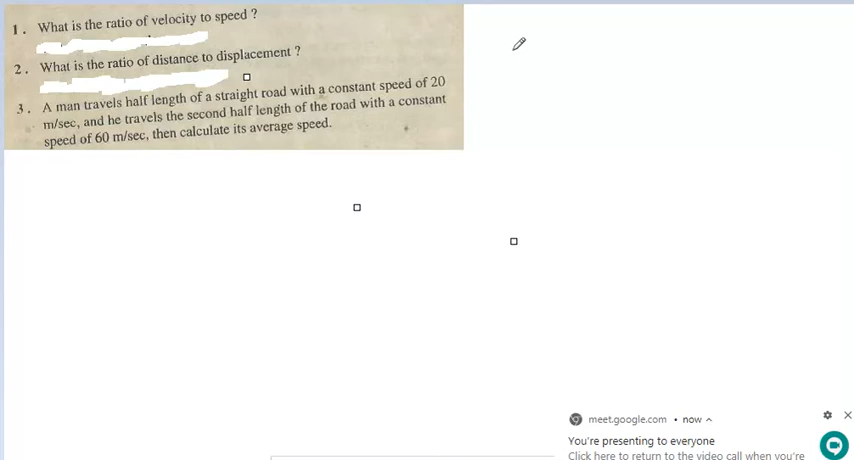 1. What is the ratio of velocity to speed ?
2. What is the ratio of distance to displacement ?
3. A man travels half length of a straight road with a constant speed of 20
m/sec, and he travels the second half length of the road with a constant
speed of 60 m/sec, then calculate its average speed.
meet.google.com • now
You're presenting to everyone
Click here to return to the video call when you're